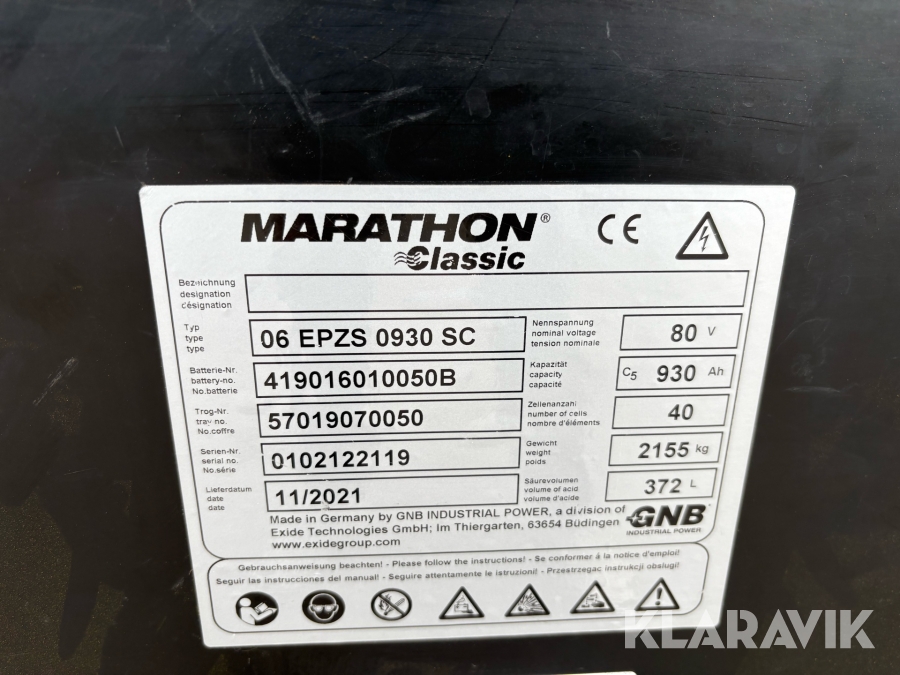 MARATHON®
Classic
CE
Bezeichnung
designation
désignation
Typ
type
type
06 EPZS 0930 SC
Nennspannung
nominal voltage
tension nominale
80 V
Batterie-Nr.
battery-no.
No.batterie
419016010050B
Kapazität
capacity
capacité
C5 930 Ah
Trog-Nr.
tray no.
No.coffre
57019070050
Zellenanzahl
number of cells
nombre d'éléments
40
Serien-Nr.
serial no.
No.série
0102122119
Gewicht
weight
poids
2155 kg
Lieferdatum
date
date
11/2021
Säurevolumen
volume of acid
volume d'acide
372 L
Made in Germany by GNB INDUSTRIAL POWER, a division of
Exide Technologies GmbH; Im Thiergarten, 63654 Büdingen
www.exidegroup.com
GNB®
INDUSTRIAL POWER
Gebrauchsanweisung beachten! - Please follow the instructions! - Se conformer á la notice d'emploi!
Seguir las instrucciones del manual! - Seguire attentamente le istruzioni! - Przestrzegac instrukcji obslugi!
KLARAVIK